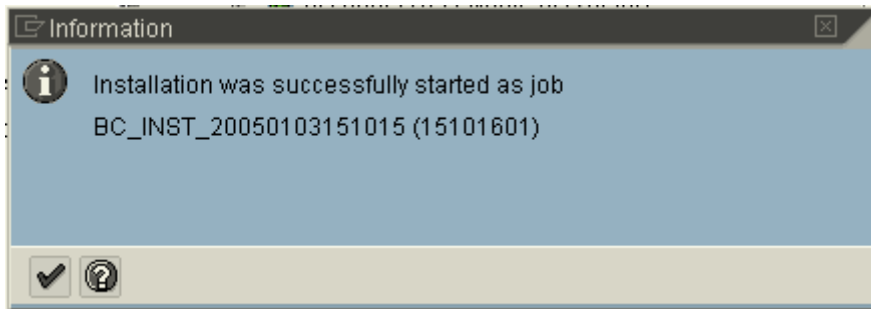 Information
Installation was successfully started as job
BC_INST_20050103151015 (15101601)